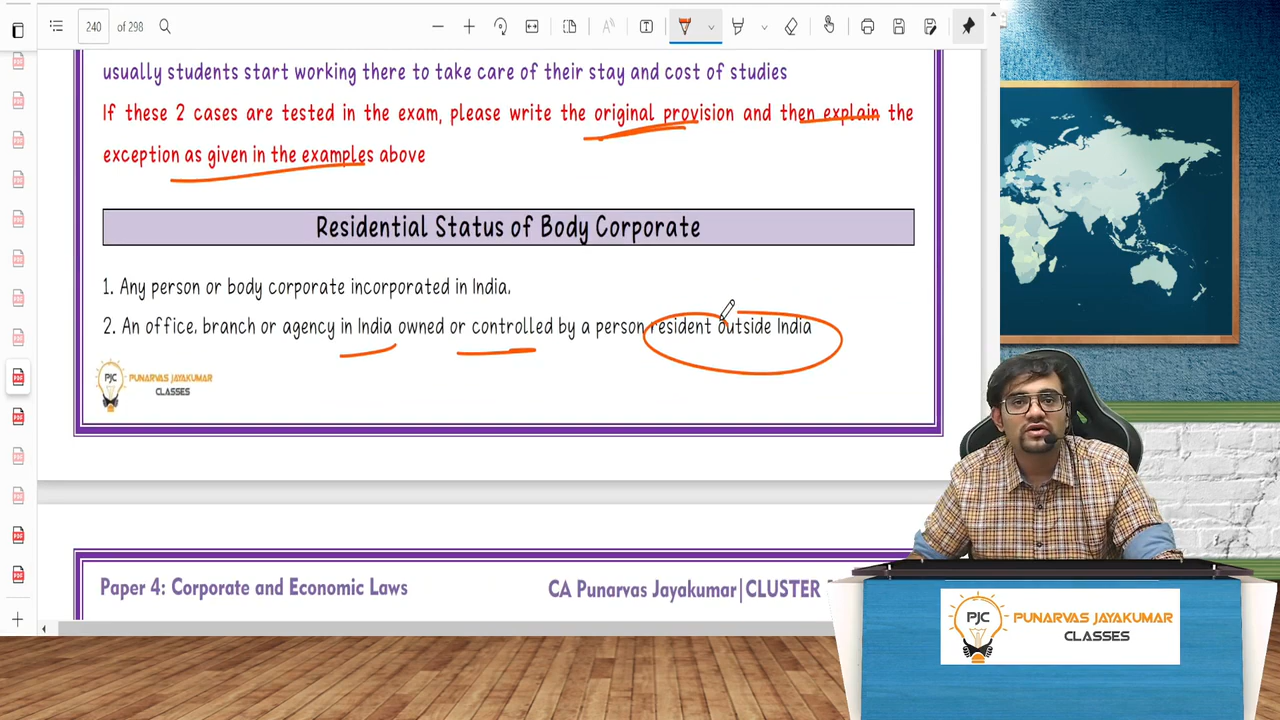 240 of 298
usually students start working there to take care of their stay and cost of studies
If these 2 cases are tested in the exam, please write the original provision and then explain the
exception as given in the examples above
Residential Status of Body Corporate
1. Any person or body corporate incorporated in India,
2. An office, branch or agency in India owned or controlled by a person resident outside India
PJC
PUNARVAS JAYAKUMAR
CLASSES
Paper 4: Corporate and Economic Laws
CA Punarvas Jayakumar|CLUSTER
PJC
PUNARVAS JAYAKUMAR
CLASSES